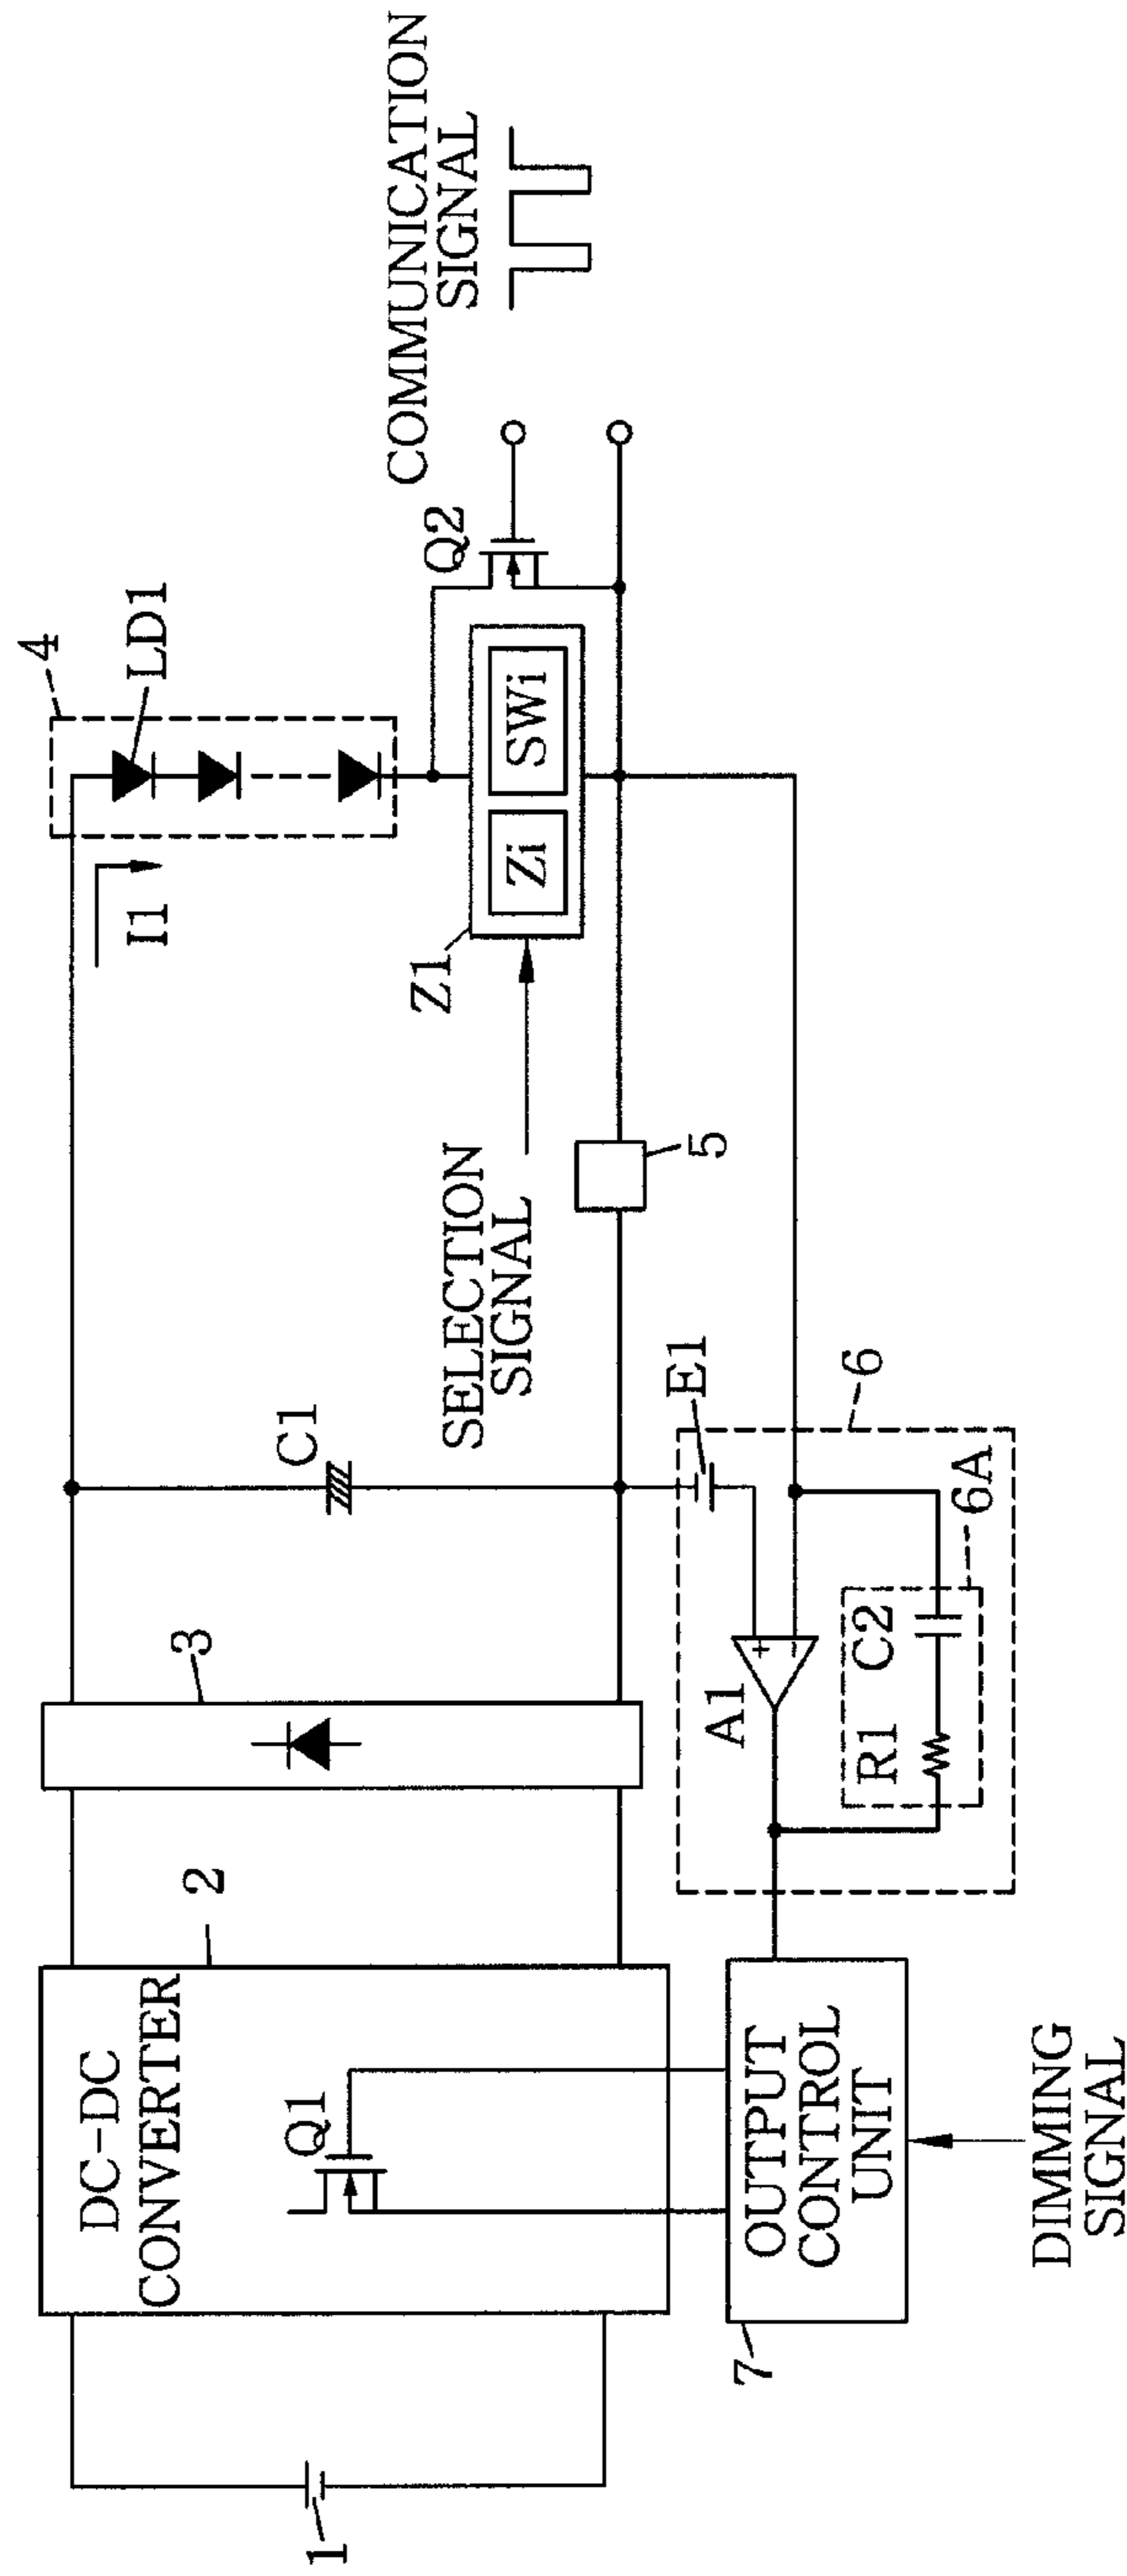 1
DC-DC
CONVERTER
2
Q1
3
C1
I1
4
LD1
Z1
Zi
SWi
Q2
COMMUNICATION
SIGNAL
SELECTION
SIGNAL
5
E1
6
A1
+
−
R1
C2
6A
7
OUTPUT
CONTROL
UNIT
DIMMING
SIGNAL